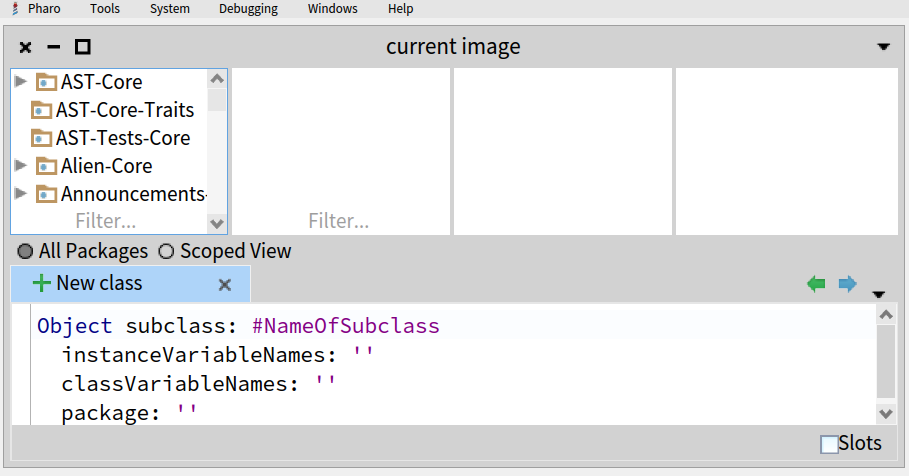 Pharo Tools System Debugging Windows Help
current image
AST-Core
AST-Core-Traits
AST-Tests-Core
Alien-Core
Announcements-
Filter... Filter...
All Packages Scoped View
New class
Object subclass: #NameOfSubclass
instanceVariableNames: ''
classVariableNames: ''
package: ''
Slots